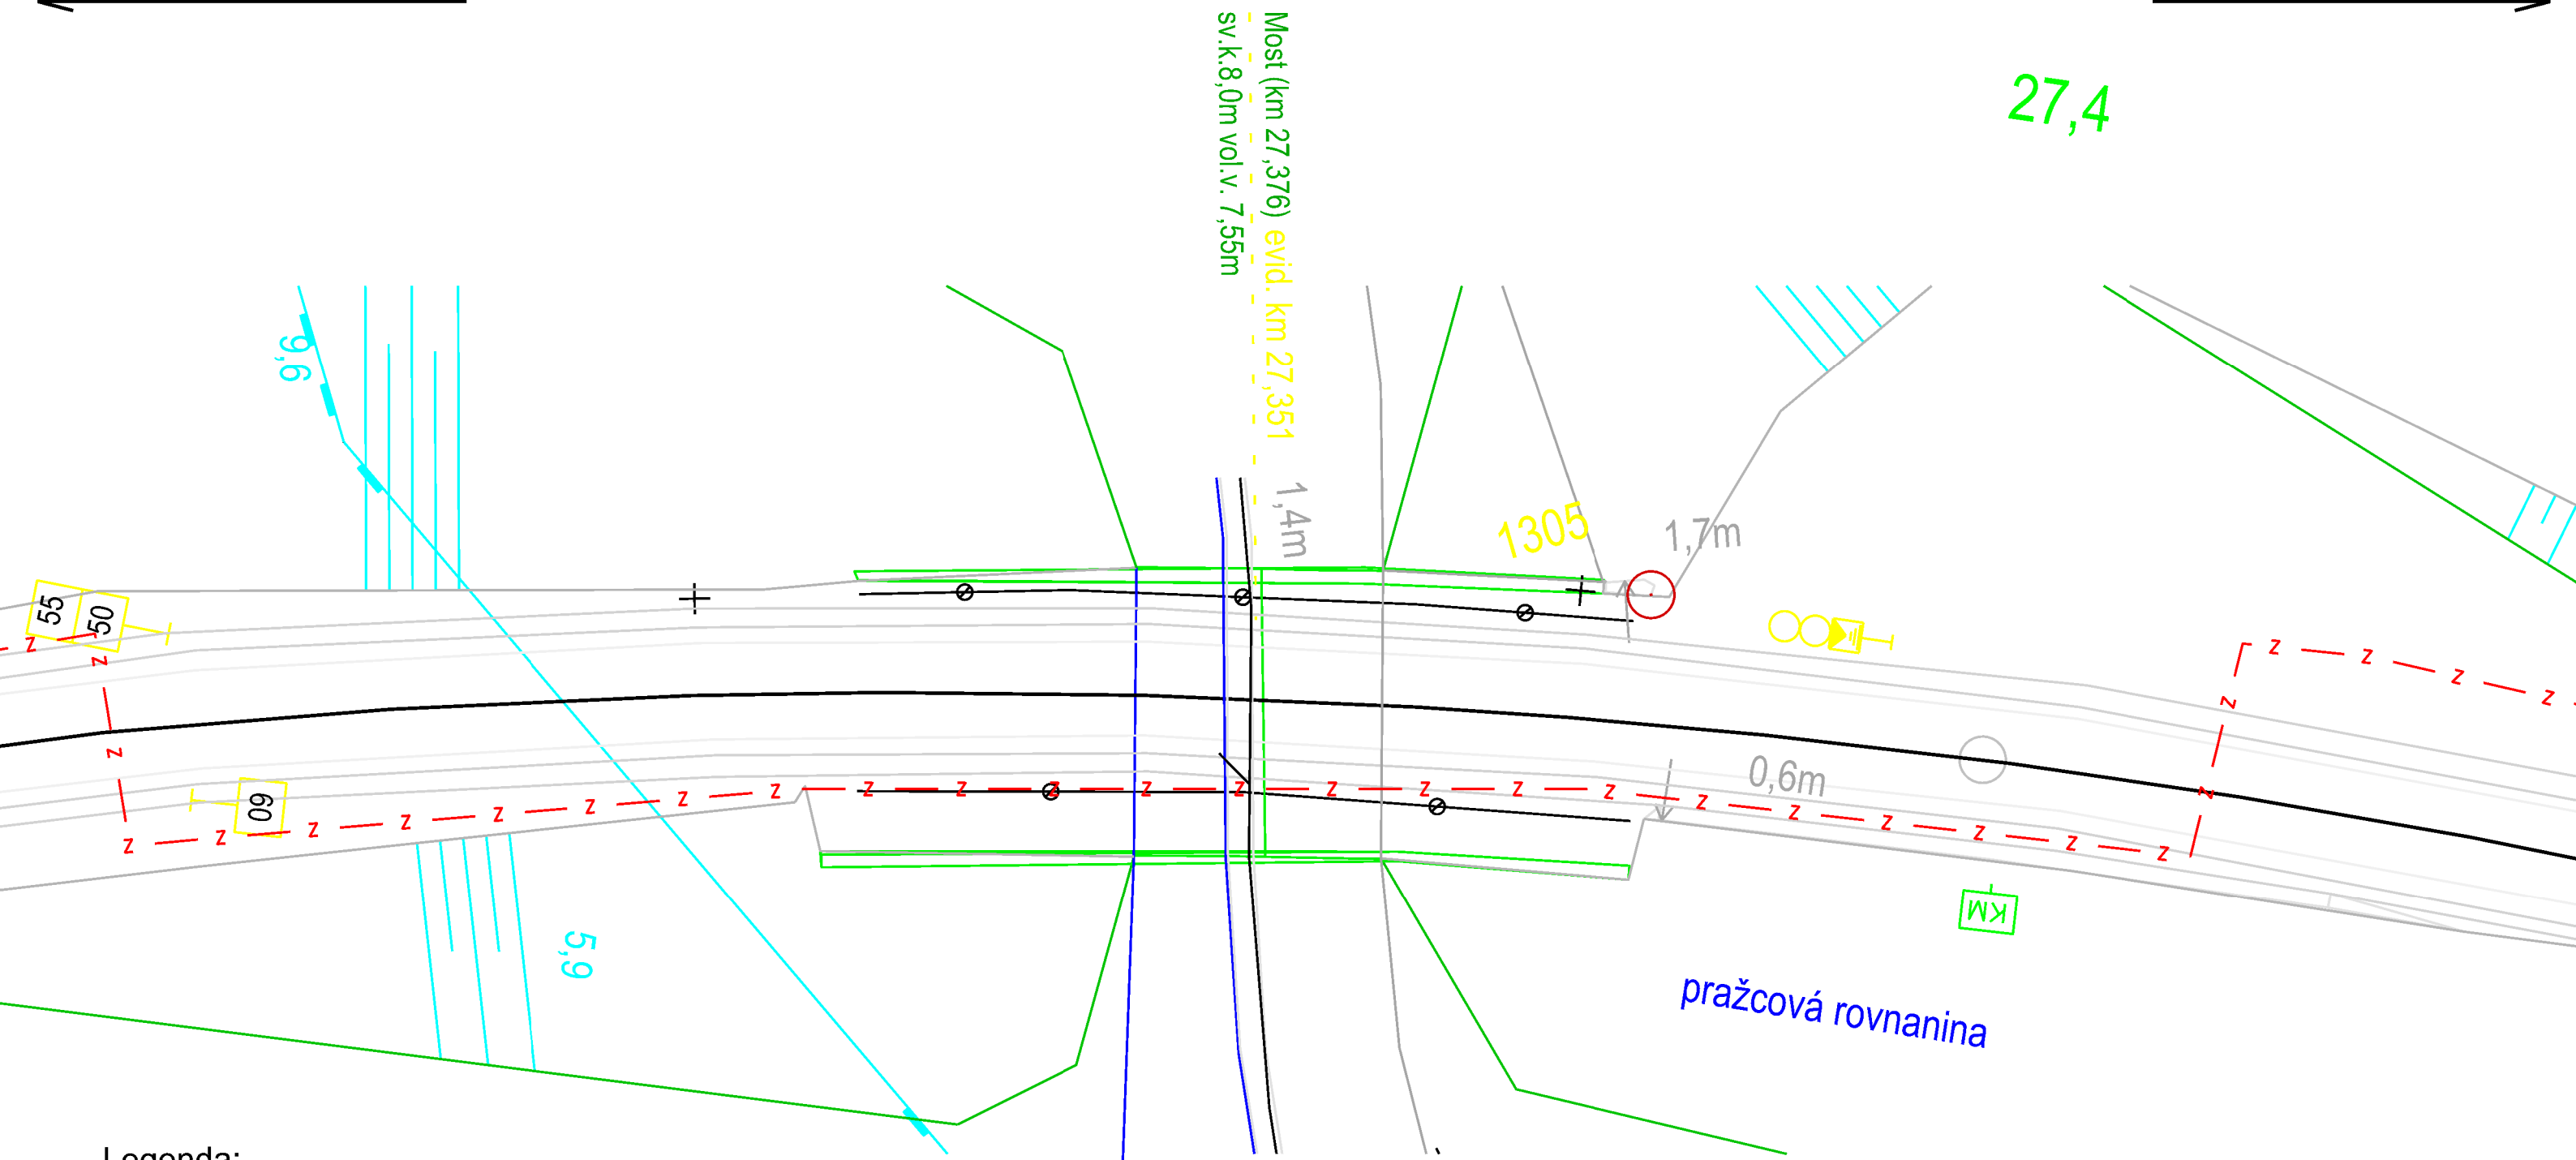 Most (km 27,376) evid. km 27,351
sv.k.8,0m vol.v. 7,55m
27,4
9,6
1,4m
1305
1,7m
55
50
60
0,6m
KM
5,9
pražcová rovnanina
Legenda:
z z z z z z z z z z z z z z z z z z z z z z z z z z z z z z z z z z